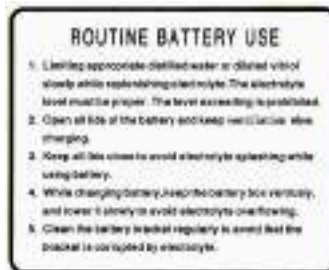 ROUTINE BATTERY USE
1. Limiting appropriate distilled water or diluted vitriol
slowly while replenishing electrolyte. The electrolyte
level must be proper. The level exceeding is prohibited.
2. Open all lids of the battery and keep ventilation when
charging.
3. Keep all lids close to avoid electrolyte splashing while
using battery.
4. While changing battery, keep the battery box vertically,
and lower it slowly to avoid electrolyte overflowing.
5. Clean the battery bracket regularly to avoid that the
bracket is corrupted by electrolyte.